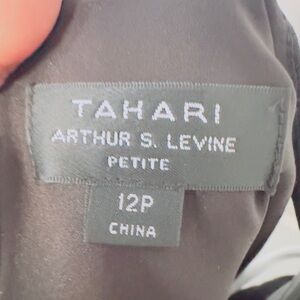 TAHARI
ARTHUR S. LEVINE
PETITE
12P
CHINA